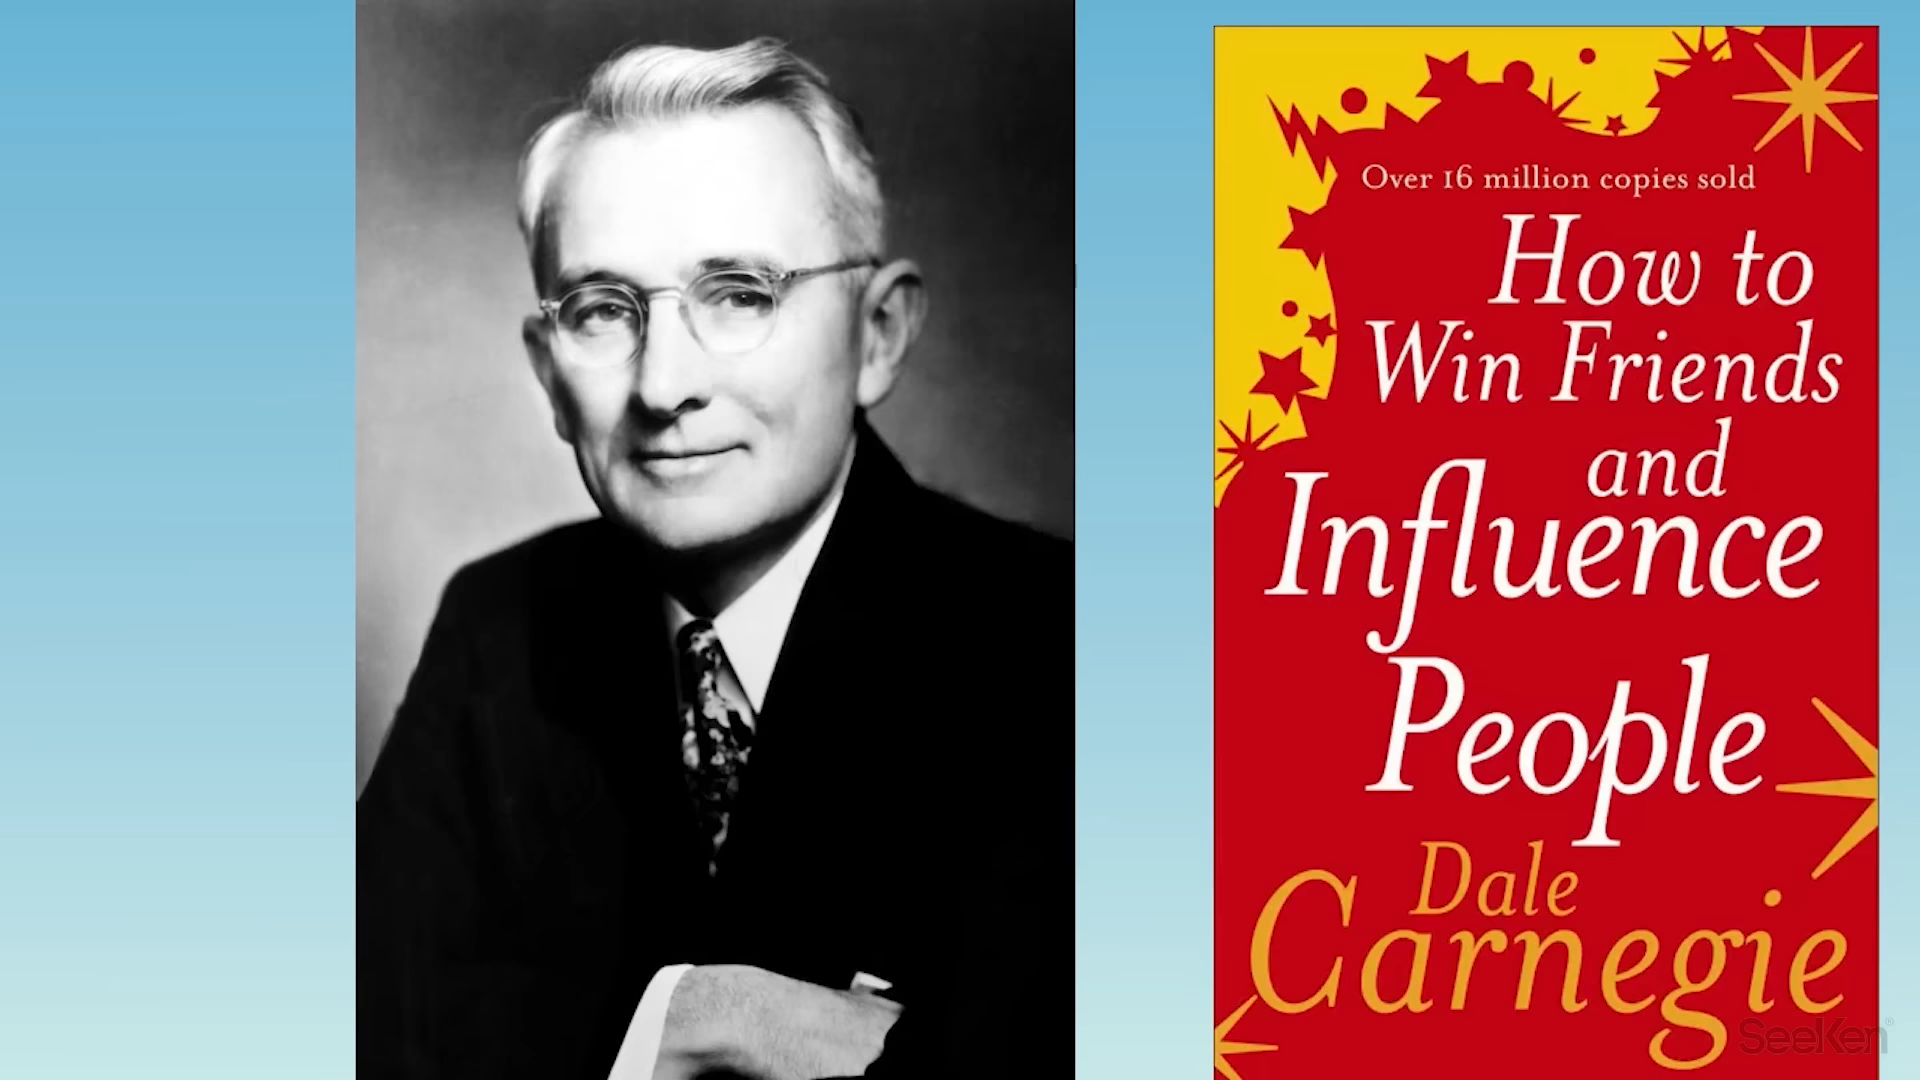 Over 16 million copies sold
How to
Win Friends
and
Influence
People
Dale
Carnegie
SeeKen